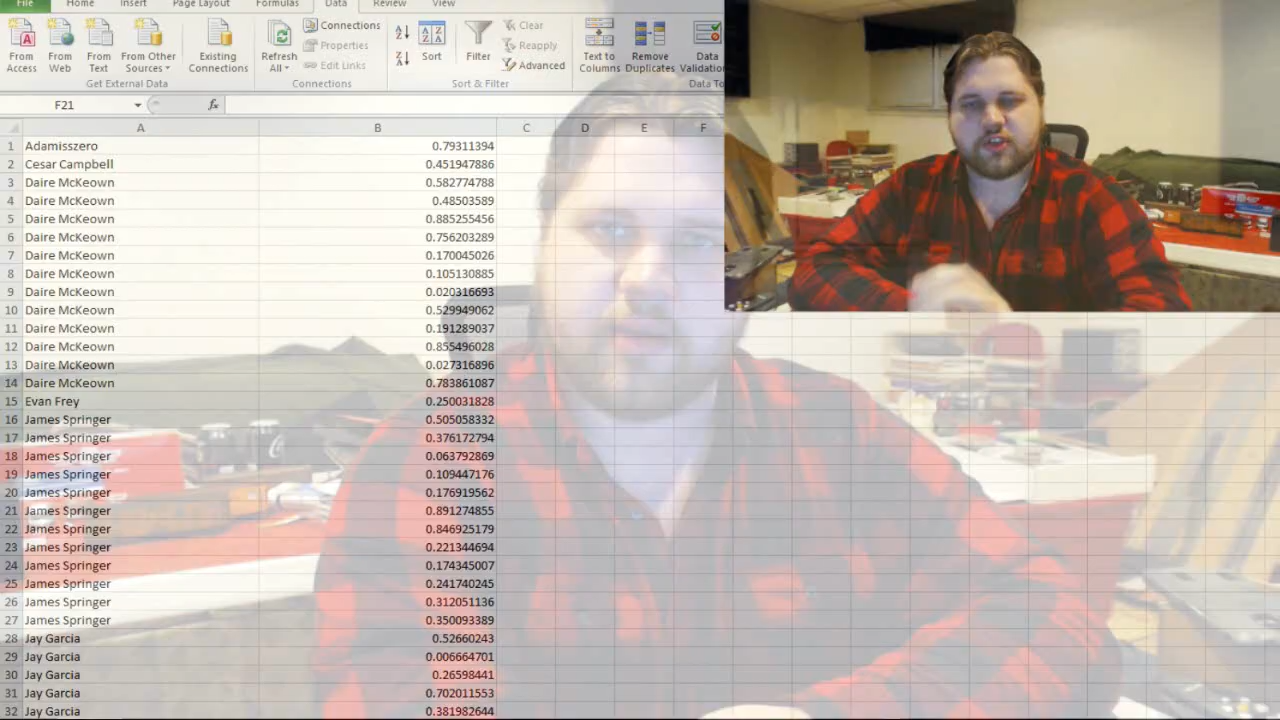 File Home Insert Page Layout Formulas Data Review View
From Access From Web From Text From Other Sources Existing Connections Refresh All Connections Properties Edit Links Sort Filter Clear Reapply Advanced Text to Columns Remove Duplicates Data Validation
Get External Data Connections Sort & Filter Data To
F21 fx
A B C D E F
1 Adamisszero 0.79311394
2 Cesar Campbell 0.451947886
3 Daire McKeown 0.582774788
4 Daire McKeown 0.48503589
5 Daire McKeown 0.885255456
6 Daire McKeown 0.756203289
7 Daire McKeown 0.170045026
8 Daire McKeown 0.105130885
9 Daire McKeown 0.020316693
10 Daire McKeown 0.529949062
11 Daire McKeown 0.191289037
12 Daire McKeown 0.855496028
13 Daire McKeown 0.027316896
14 Daire McKeown 0.783861087
15 Evan Frey 0.250031828
16 James Springer 0.505058332
17 James Springer 0.376172794
18 James Springer 0.063792869
19 James Springer 0.109447176
20 James Springer 0.176919562
21 James Springer 0.891274855
22 James Springer 0.846925179
23 James Springer 0.221344694
24 James Springer 0.174345007
25 James Springer 0.241740245
26 James Springer 0.312051136
27 James Springer 0.350093389
28 Jay Garcia 0.52660243
29 Jay Garcia 0.006664701
30 Jay Garcia 0.26598441
31 Jay Garcia 0.702011553
32 Jay Garcia 0.381982644